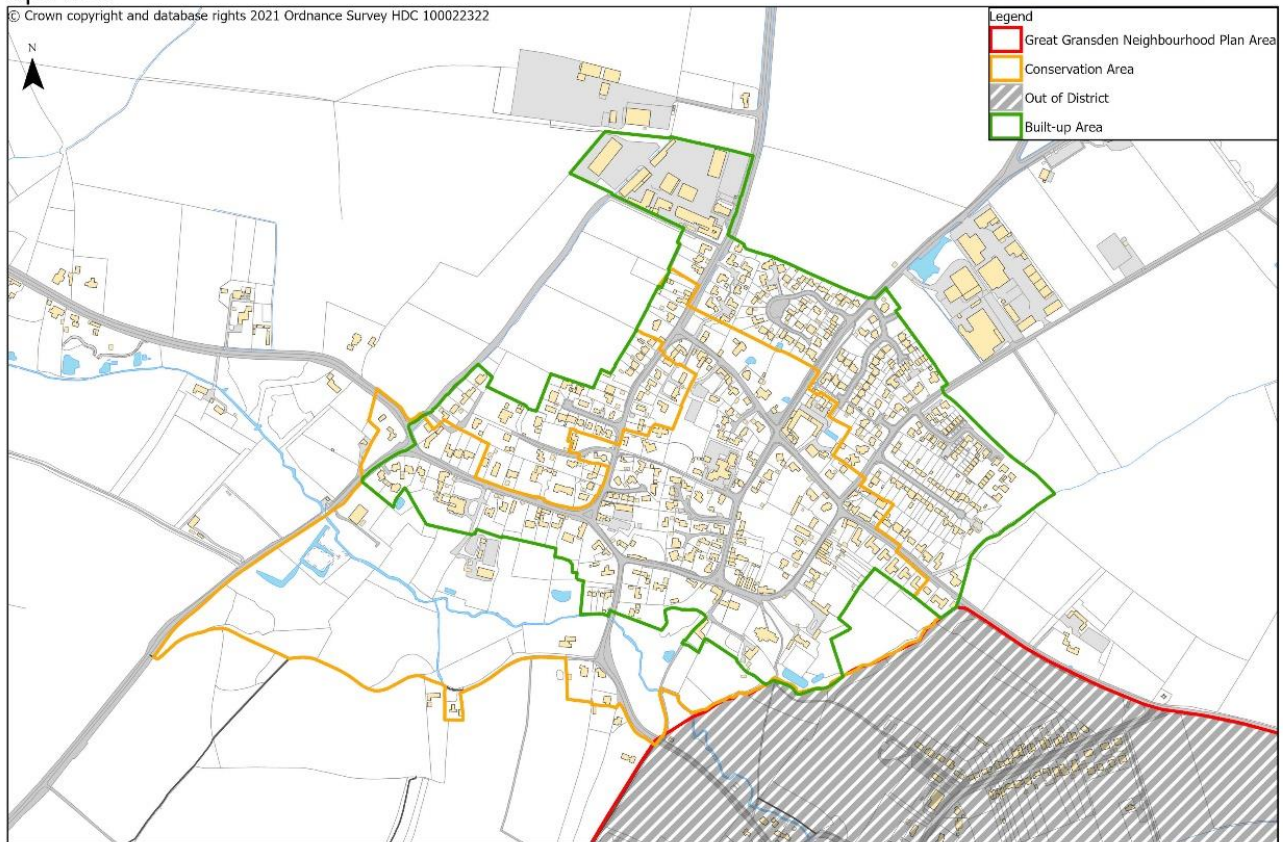 © Crown copyright and database rights 2021 Ordnance Survey HDC 100022322
N
Legend
Great Gransden Neighbourhood Plan Area
Conservation Area
Out of District
Built-up Area